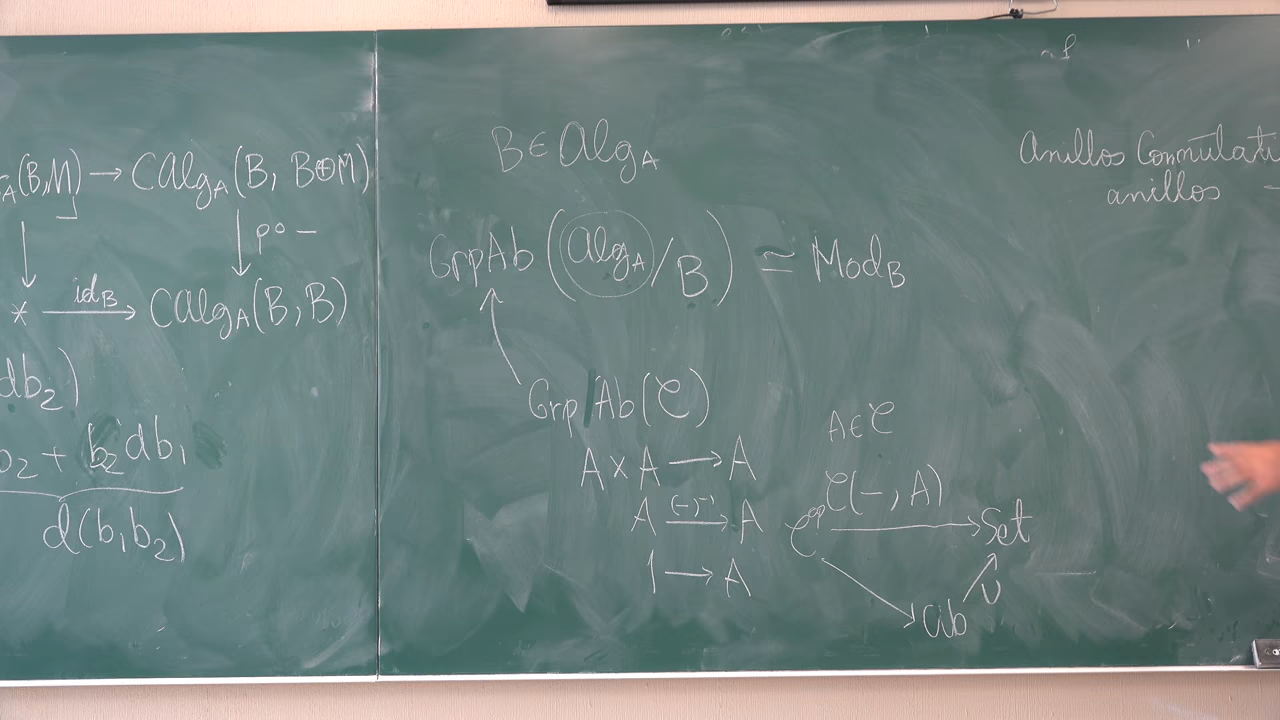 (B,M) → CAlg_A(B, B⊕M)
↓ ↓ p∘−
* —id_B→ CAlg_A(B,B)
db₂)
b₂ + b₂db₁
d(b₁b₂)
B ∈ Alg_A
GrpAb(Alg_A/B) ≃ Mod_B
Grp Ab(𝒞)
A × A → A
A —(−)⁻¹→ A
1 → A
A ∈ 𝒞
𝒞(−, A)
𝒞^op → Set
U
Ab
Anillos Conmutati
anillos